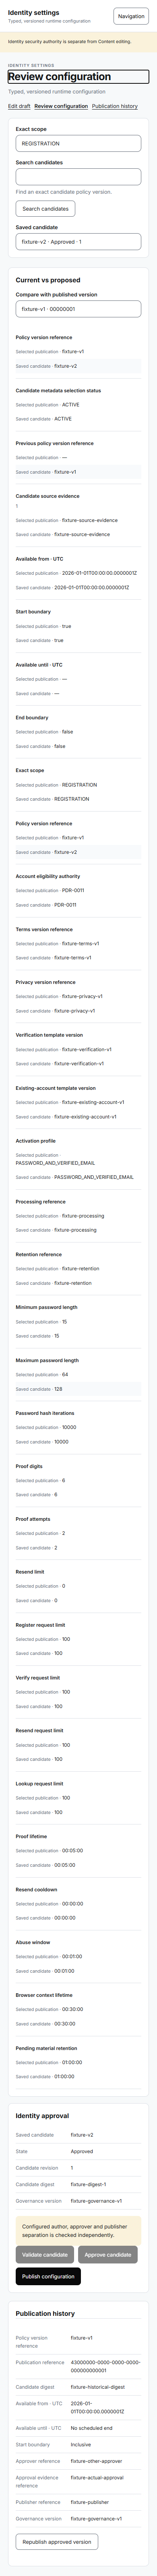 Identity settings
Typed, versioned runtime configuration
Navigation
Identity security authority is separate from Content editing.
IDENTITY SETTINGS
Review configuration
Typed, versioned runtime configuration
Edit draft Review configuration Publication history
Exact scope
REGISTRATION
Search candidates
Find an exact candidate policy version.
Search candidates
Saved candidate
fixture-v2 · Approved · 1
Current vs proposed
Compare with published version
fixture-v1 · 00000001
Policy version reference
Selected publication · fixture-v1
Saved candidate · fixture-v2
Candidate metadata selection status
Selected publication · ACTIVE
Saved candidate · ACTIVE
Previous policy version reference
Selected publication · —
Saved candidate · fixture-v1
Candidate source evidence
1
Selected publication · fixture-source-evidence
Saved candidate · fixture-source-evidence
Available from · UTC
Selected publication · 2026-01-01T00:00:00.0000001Z
Saved candidate · 2026-01-01T00:00:00.0000001Z
Start boundary
Selected publication · true
Saved candidate · true
Available until · UTC
Selected publication · —
Saved candidate · —
End boundary
Selected publication · false
Saved candidate · false
Exact scope
Selected publication · REGISTRATION
Saved candidate · REGISTRATION
Policy version reference
Selected publication · fixture-v1
Saved candidate · fixture-v2
Account eligibility authority
Selected publication · PDR-0011
Saved candidate · PDR-0011
Terms version reference
Selected publication · fixture-terms-v1
Saved candidate · fixture-terms-v1
Privacy version reference
Selected publication · fixture-privacy-v1
Saved candidate · fixture-privacy-v1
Verification template version
Selected publication · fixture-verification-v1
Saved candidate · fixture-verification-v1
Existing-account template version
Selected publication · fixture-existing-account-v1
Saved candidate · fixture-existing-account-v1
Activation profile
Selected publication ·
PASSWORD_AND_VERIFIED_EMAIL
Saved candidate · PASSWORD_AND_VERIFIED_EMAIL
Processing reference
Selected publication · fixture-processing
Saved candidate · fixture-processing
Retention reference
Selected publication · fixture-retention
Saved candidate · fixture-retention
Minimum password length
Selected publication · 15
Saved candidate · 15
Maximum password length
Selected publication · 64
Saved candidate · 128
Password hash iterations
Selected publication · 10000
Saved candidate · 10000
Proof digits
Selected publication · 6
Saved candidate · 6
Proof attempts
Selected publication · 2
Saved candidate · 2
Resend limit
Selected publication · 0
Saved candidate · 0
Register request limit
Selected publication · 100
Saved candidate · 100
Verify request limit
Selected publication · 100
Saved candidate · 100
Resend request limit
Selected publication · 100
Saved candidate · 100
Lookup request limit
Selected publication · 100
Saved candidate · 100
Proof lifetime
Selected publication · 00:05:00
Saved candidate · 00:05:00
Resend cooldown
Selected publication · 00:00:00
Saved candidate · 00:00:00
Abuse window
Selected publication · 00:01:00
Saved candidate · 00:01:00
Browser context lifetime
Selected publication · 00:30:00
Saved candidate · 00:30:00
Pending material retention
Selected publication · 01:00:00
Saved candidate · 01:00:00
Identity approval
Saved candidate fixture-v2
State Approved
Candidate revision 1
Candidate digest fixture-digest-1
Governance version fixture-governance-v1
Configured author, approver and publisher
separation is checked independently.
Validate candidate Approve candidate
Publish configuration
Publication history
Policy version fixture-v1
reference
Publication reference 43000000-0000-0000-0000-
000000000001
Candidate digest fixture-historical-digest
Available from · UTC 2026-01-
01T00:00:00.0000001Z
Available until · UTC No scheduled end
Start boundary Inclusive
Approver reference fixture-other-approver
Approval evidence fixture-actual-approval
reference
Publisher reference fixture-publisher
Governance version fixture-governance-v1
Republish approved version